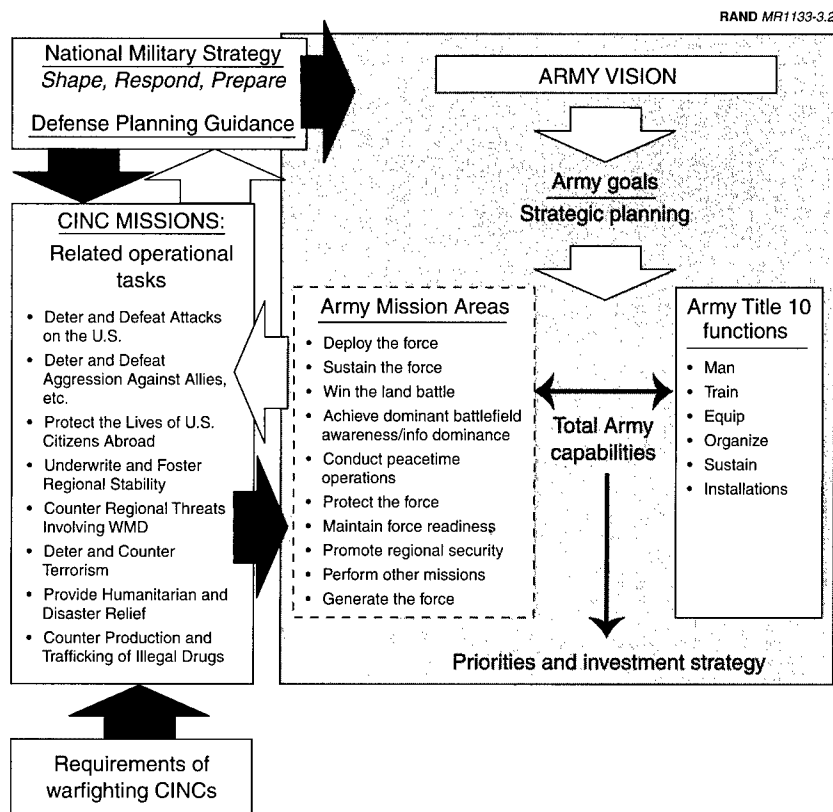 RAND MR1133-3.2
National Military Strategy
Shape, Respond, Prepare
Defense Planning Guidance
ARMY VISION
Army goals
Strategic planning
CINC MISSIONS:
Related operational
tasks
• Deter and Defeat Attacks
on the U.S.
• Deter and Defeat
Aggression Against Allies,
etc.
• Protect the Lives of U.S.
Citizens Abroad
• Underwrite and Foster
Regional Stability
• Counter Regional Threats
Involving WMD
• Deter and Counter
Terrorism
• Provide Humanitarian and
Disaster Relief
• Counter Production and
Trafficking of Illegal Drugs
Army Mission Areas
• Deploy the force
• Sustain the force
• Win the land battle
• Achieve dominant battlefield
awareness/info dominance
• Conduct peacetime
operations
• Protect the force
• Maintain force readiness
• Promote regional security
• Perform other missions
• Generate the force
Total Army
capabilities
Army Title 10
functions
• Man
• Train
• Equip
• Organize
• Sustain
• Installations
Priorities and investment strategy
Requirements of
warfighting CINCs